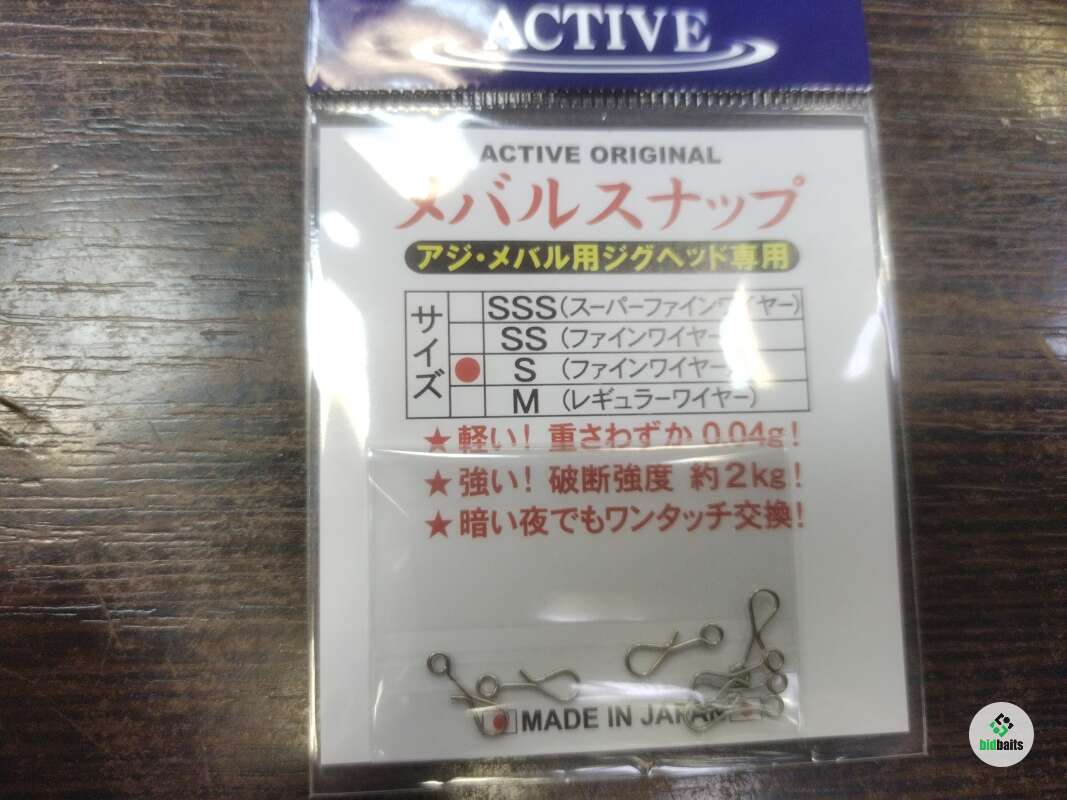 ACTIVE
ACTIVE ORIGINAL
メバルスナップ
アジ・メバル用ジグヘッド専用
サイズ
SSS(スーパーファインワイヤー)
SS (ファインワイヤー
S (ファインワイヤー)
M (レギュラーワイヤー)
★軽い! 重さわずか 0.04g!
★強い! 破断強度 約2kg!
★暗い夜でもワンタッチ交換!
MADE IN JAPAN
bidbaits